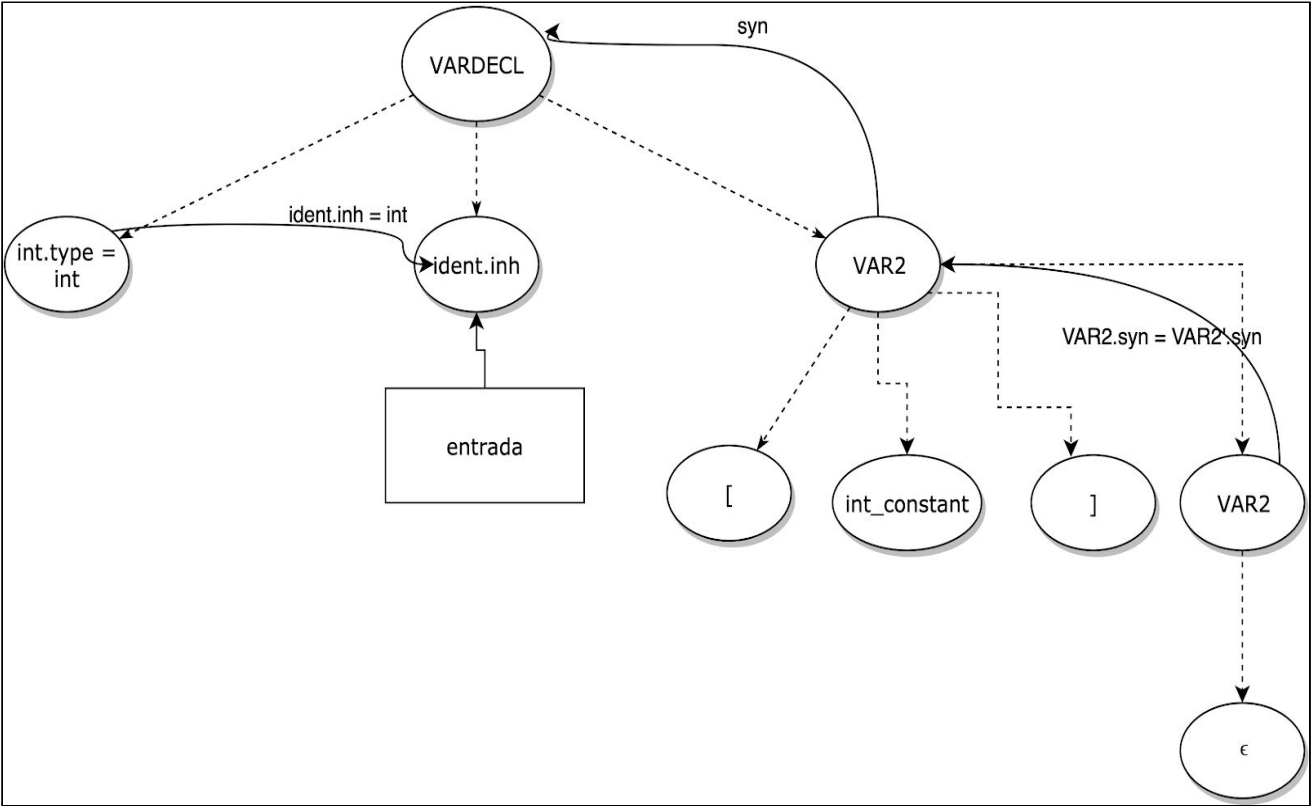 syn
VARDECL
ident.inh = int
int.type =
int
ident.inh
VAR2
VAR2.syn = VAR2'.syn
entrada
[
int_constant
]
VAR2
ϵ